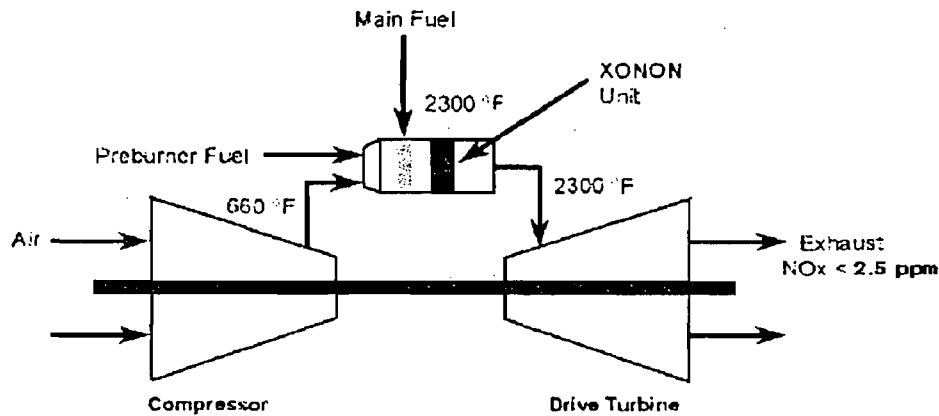 Main Fuel
XONON
Unit
2300 °F
Preburner Fuel
2300 °F
660 °F
Air
Exhaust
NOx < 2.5 ppm
Compressor
Drive Turbine